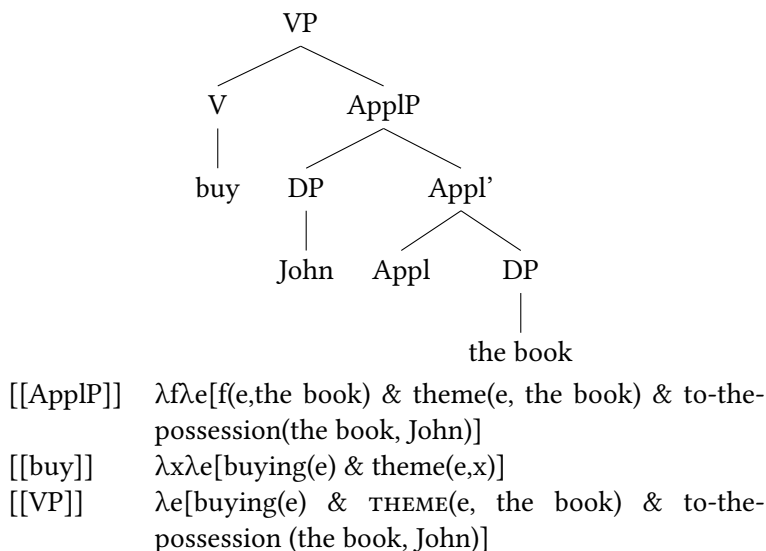 VP
V ApplP
buy DP Appl’
John Appl DP
the book
[[ApplP]] λfλe[f(e,the book) & theme(e, the book) & to-the-
possession(the book, John)]
[[buy]] λxλe[buying(e) & theme(e,x)]
[[VP]] λe[buying(e) & THEME(e, the book) & to-the-
possession (the book, John)]